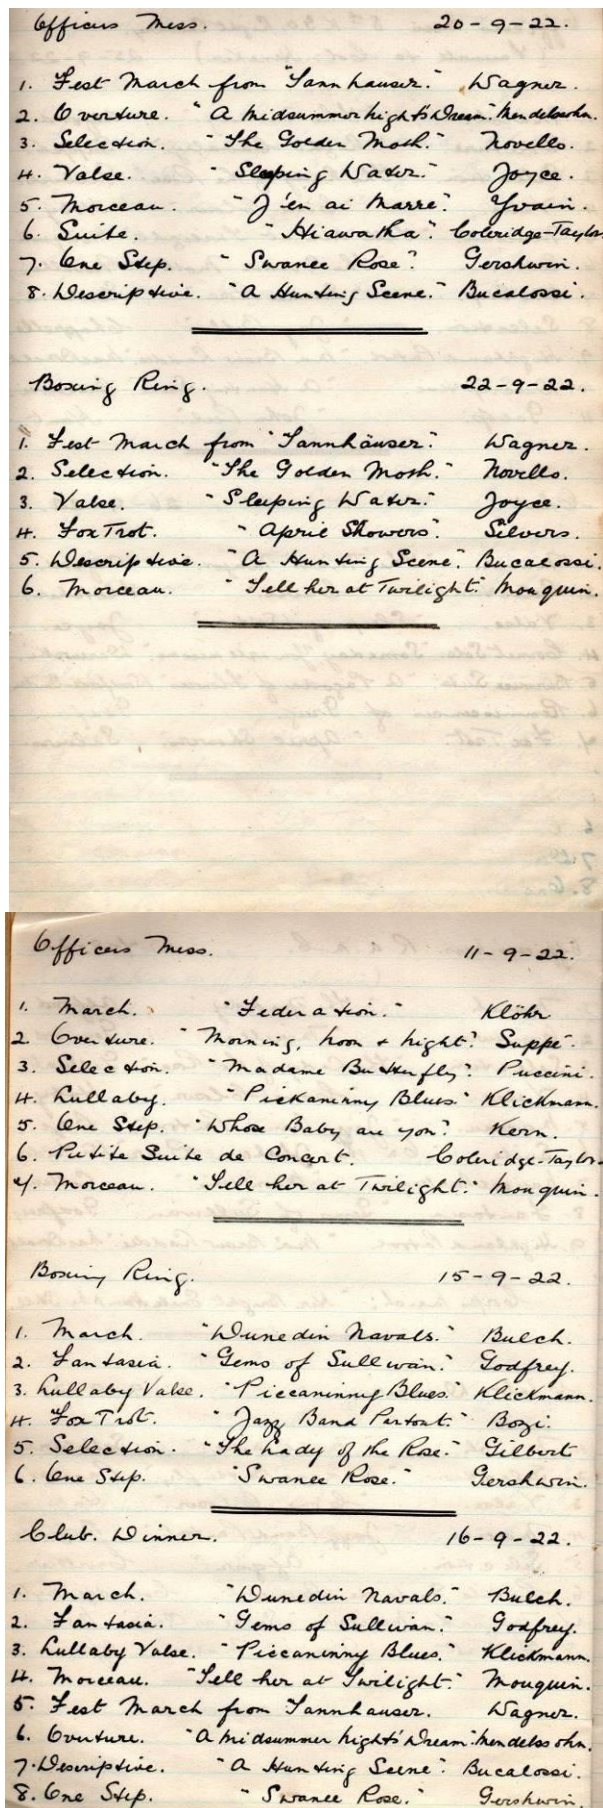 Officers Mess. 20-9-22.
1. Fest March from "Tannhauser." Wagner.
2. Overture. "A Midsummer Night's Dream." Mendelssohn.
3. Selection. "The Golden Moth." Novello.
4. Valse. "Sleeping Water." Joyce.
5. Morceau. "J'en ai Marre". Yvain.
6. Suite. "Hiawatha". Coleridge-Taylor
7. One Step. "Swanee Rose". Gershwin.
8. Descriptive. "A Hunting Scene." Bucalossi.
Boxing Ring. 22-9-22.
1. Fest March from "Tannhäuser." Wagner.
2. Selection. "The Golden Moth." Novello.
3. Valse. "Sleeping Water." Joyce.
4. Fox Trot. "April Showers". Silvers.
5. Descriptive. "A Hunting Scene". Bucalossi.
6. Morceau. "Tell her at Twilight." Mouquin.
Officers Mess. 11-9-22.
1. March. "Federation." Klöhr
2. Overture. "Morning, noon & night". Suppé.
3. Selection. "Madame Butterfly". Puccini.
4. Lullaby. "Pickaninny Blues." Klickmann.
5. One Step. "Whose Baby are you". Kern.
6. Petite Suite de Concert. Coleridge-Taylor.
7. Morceau. "Tell her at Twilight." Mouquin.
Boxing Ring. 15-9-22.
1. March. "Dunedin Navals." Bulch.
2. Fantasia. "Gems of Sullivan." Godfrey.
3. Lullaby Valse. "Piccaninny Blues." Klickmann.
4. Fox Trot. "Jazz Band Partout." Bozi.
5. Selection. "The Lady of the Rose." Gilbert
6. One Step. "Swanee Rose." Gershwin.
Club. Dinner. 16-9-22.
1. March. "Dunedin Navals." Bulch.
2. Fantasia. "Gems of Sullivan." Godfrey.
3. Lullaby Valse. "Piccaninny Blues." Klickmann.
4. Morceau. "Tell her at Twilight." Mouquin.
5. Fest March from Tannhauser. Wagner.
6. Overture. "A Midsummer Night's Dream." Mendelssohn.
7. Descriptive. "A Hunting Scene." Bucalossi.
8. One Step. "Swanee Rose." Gershwin.